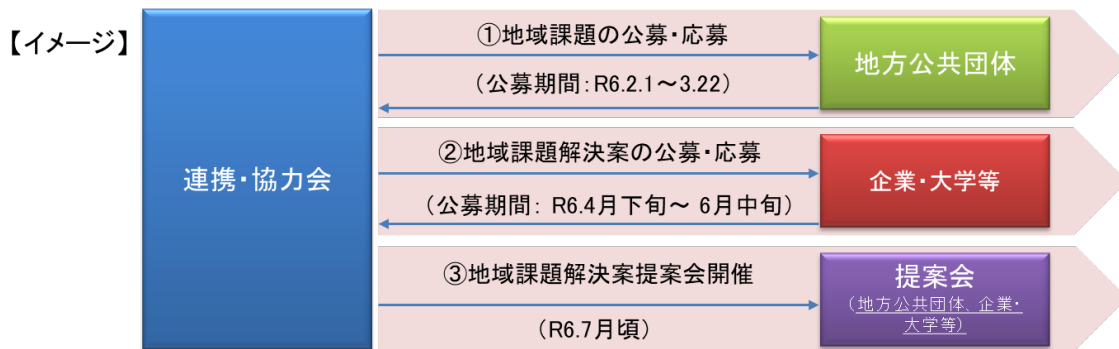 【イメージ】
連携・協力会
①地域課題の公募・応募
(公募期間:R6.2.1～3.22)
地方公共団体
②地域課題解決案の公募・応募
(公募期間: R6.4月下旬～ 6月中旬)
企業・大学等
③地域課題解決案提案会開催
(R6.7月頃)
提案会
(地方公共団体、企業・
大学等)